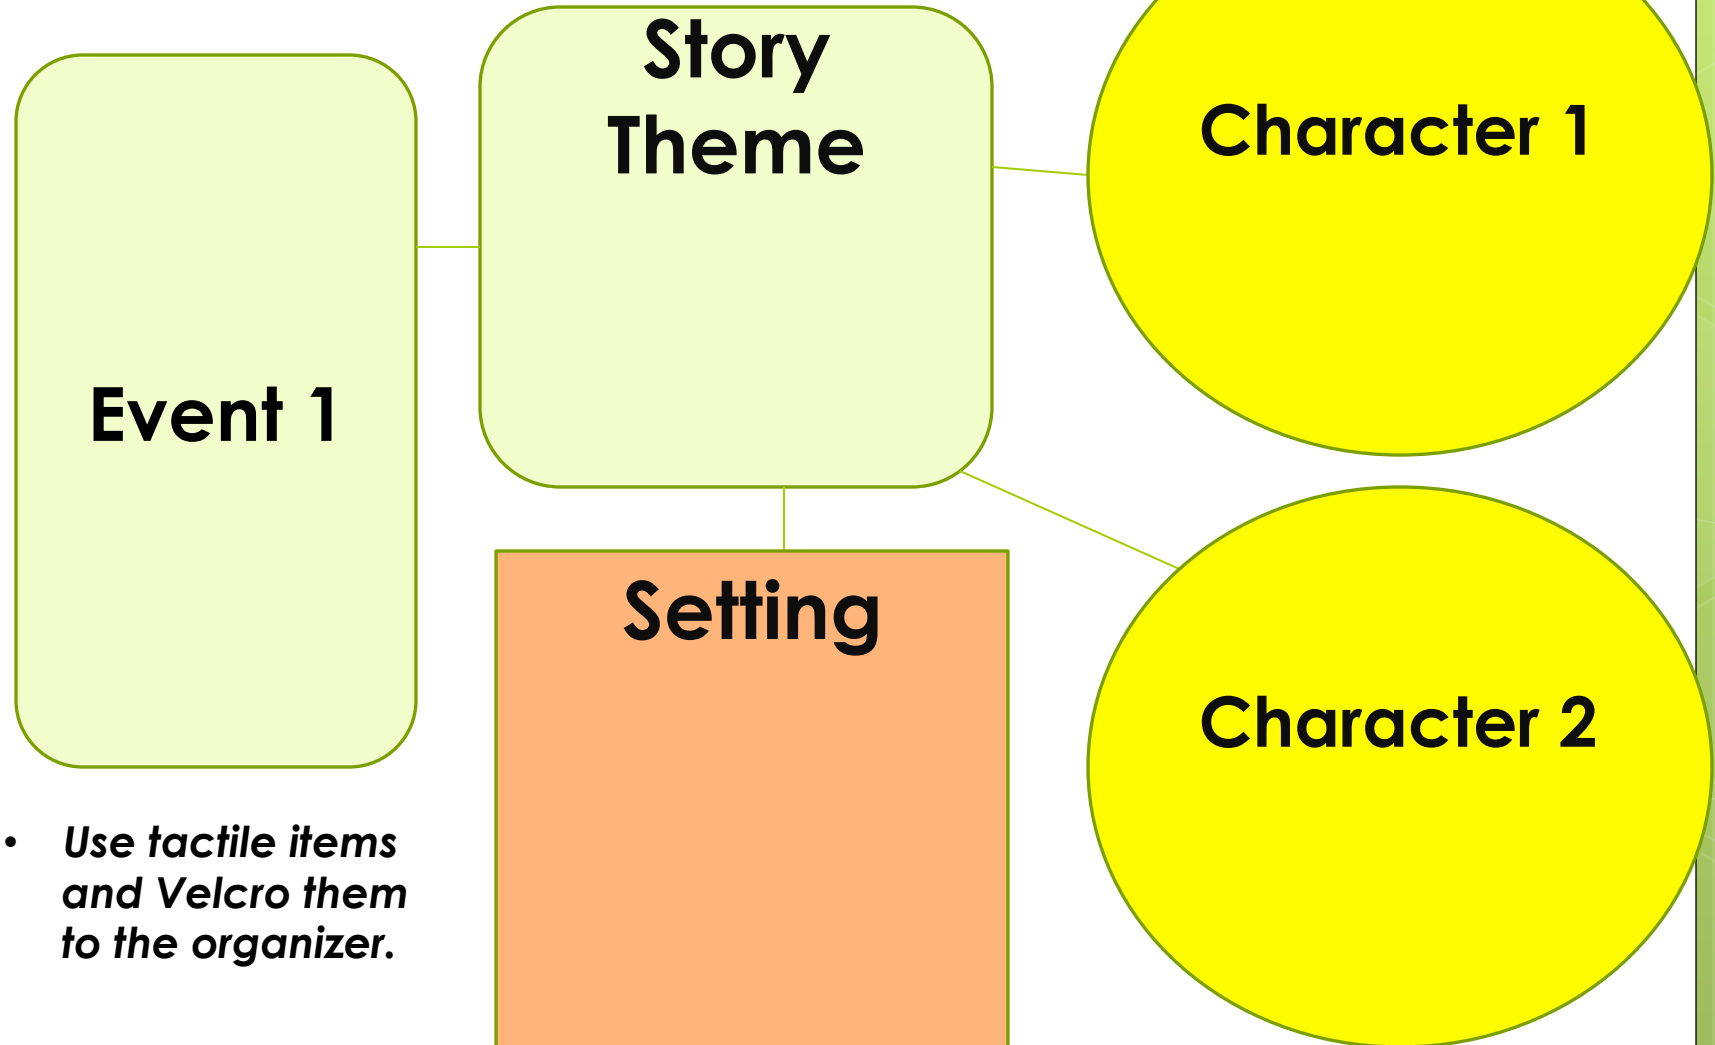 Story
Theme
Character 1
Event 1
Setting
Character 2
• Use tactile items
and Velcro them
to the organizer.